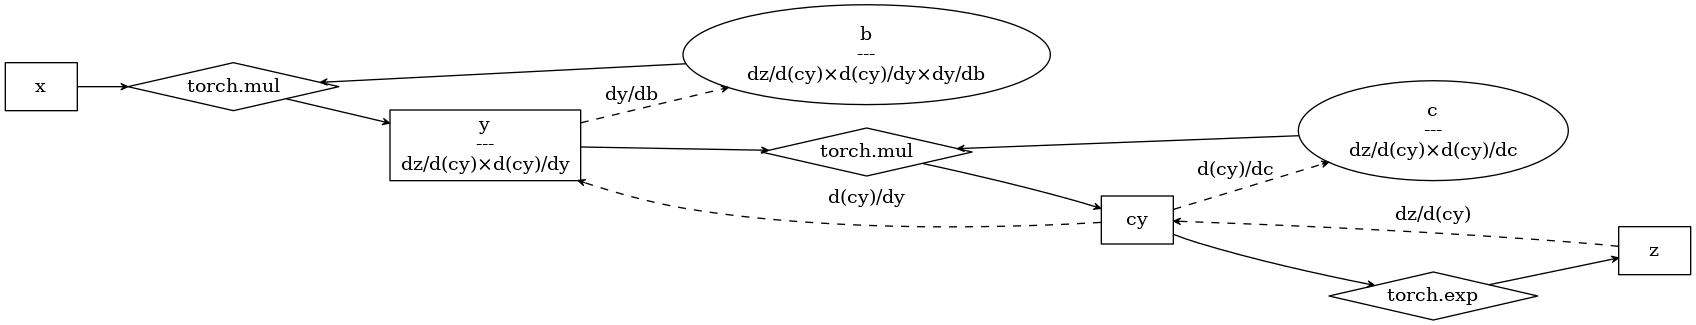 x
torch.mul
b
---
dz/d(cy)×d(cy)/dy×dy/db
dy/db
y
---
dz/d(cy)×d(cy)/dy
torch.mul
d(cy)/dy
c
---
dz/d(cy)×d(cy)/dc
d(cy)/dc
cy
dz/d(cy)
z
torch.exp